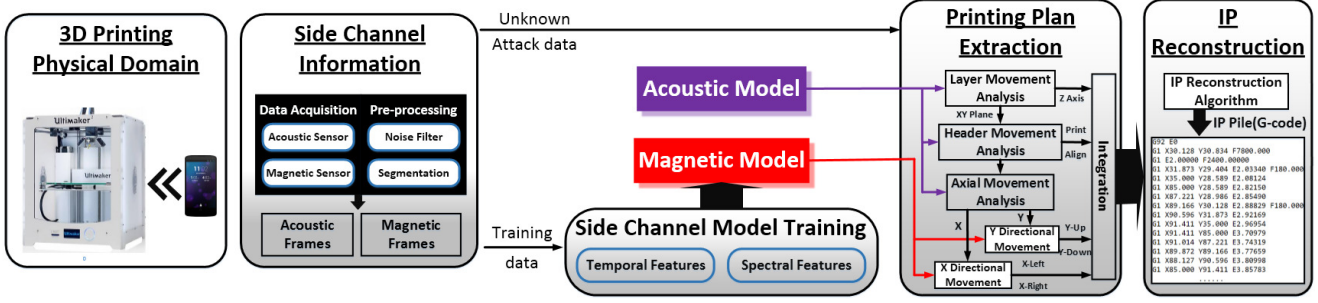 3D Printing
Physical Domain
Ultimaker
Ultimaker
Side Channel
Information
Data Acquisition
Pre-processing
Acoustic Sensor
Noise Filter
Magnetic Sensor
Segmentation
Acoustic
Frames
Magnetic
Frames
Unknown
Attack data
Training
data
Acoustic Model
Magnetic Model
Side Channel Model Training
Temporal Features
Spectral Features
Printing Plan
Extraction
Layer Movement
Analysis
Z Axis
XY Plane
Header Movement
Analysis
Print
Align
Axial Movement
Analysis
X
Y
Y Directional
Movement
Y-Up
Y-Down
X Directional
Movement
X-Left
X-Right
Integration
IP
Reconstruction
IP Reconstruction
Algorithm
IP Pile(G-code)
G92 E0
G1 X30.128 Y30.834 F7800.000
G1 E2.00000 F2400.00000
G1 X31.873 Y29.404 E2.03340 F180.000
G1 X35.000 Y28.589 E2.08124
G1 X85.000 Y28.589 E2.82150
G1 X87.221 Y28.986 E2.85490
G1 X89.166 Y30.128 E2.88829 F180.000
G1 X90.596 Y31.873 E2.92169
G1 X91.411 Y35.000 E2.96954
G1 X91.411 Y85.000 E3.70979
G1 X91.014 Y87.221 E3.74319
G1 X89.872 Y89.166 E3.77659
G1 X88.127 Y90.596 E3.80998
G1 X85.000 Y91.411 E3.85783
......